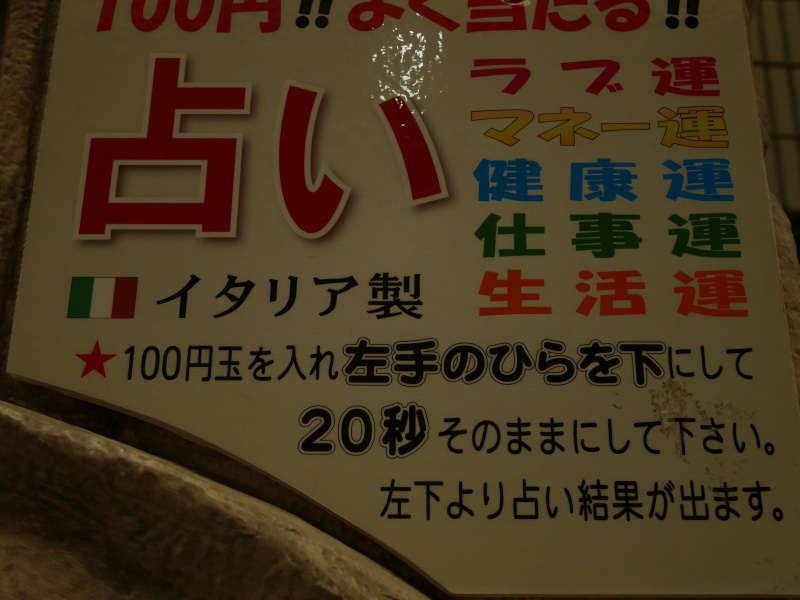 100円!!よく当たる!!
占い
ラブ運
マネー運
健康運
仕事運
生活運
イタリア製
★100円玉を入れ左手のひらを下にして
20秒そのままにして下さい。
左下より占い結果が出ます。